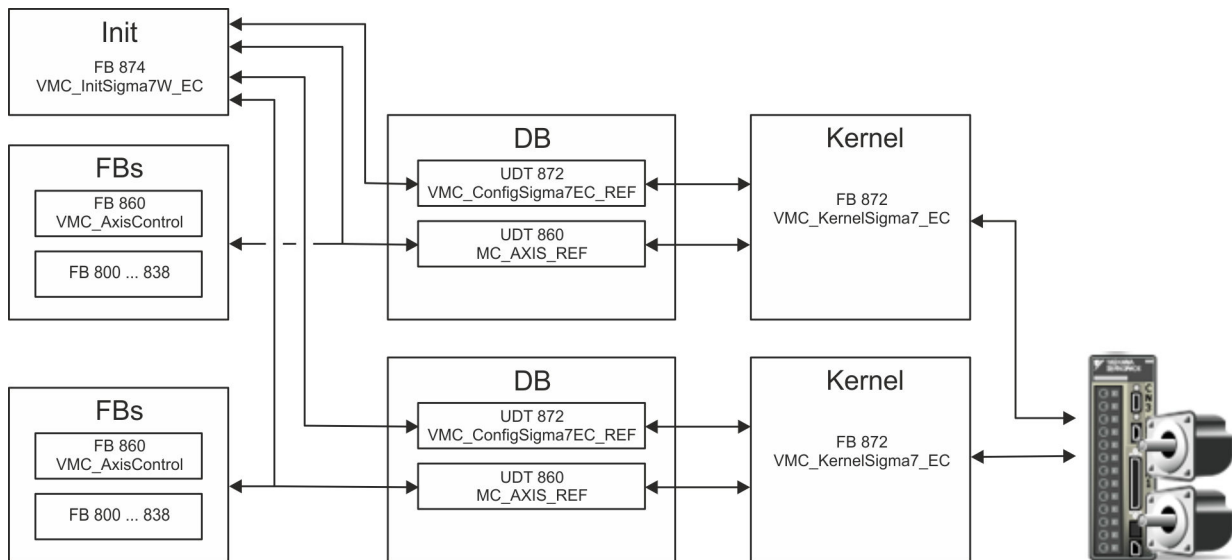 Init
FB 874
VMC_InitSigma7W_EC
FBs
FB 860
VMC_AxisControl
FB 800 ... 838
DB
UDT 872
VMC_ConfigSigma7EC_REF
UDT 860
MC_AXIS_REF
Kernel
FB 872
VMC_KernelSigma7_EC
FBs
FB 860
VMC_AxisControl
FB 800 ... 838
DB
UDT 872
VMC_ConfigSigma7EC_REF
UDT 860
MC_AXIS_REF
Kernel
FB 872
VMC_KernelSigma7_EC